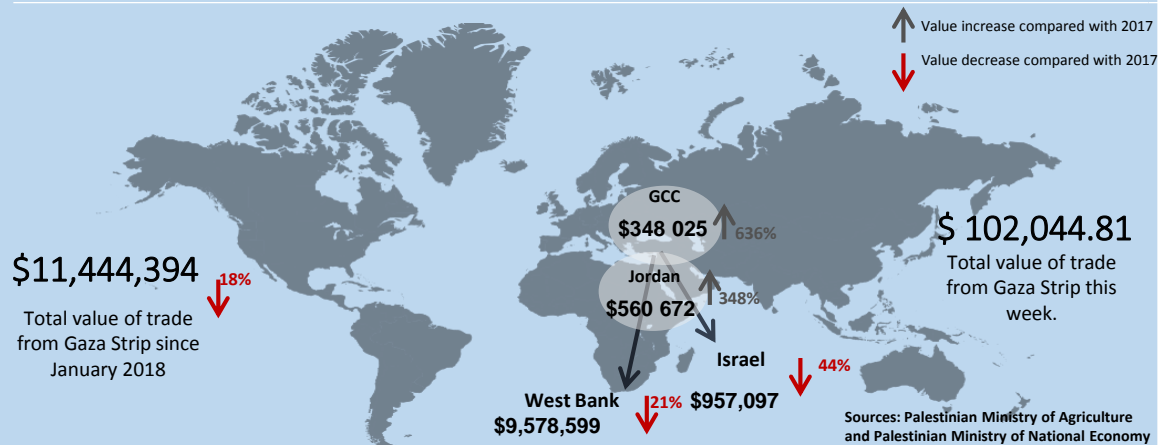 Value increase compared with 2017
Value decrease compared with 2017
GCC
$348 025
636%
$ 102,044.81
Total value of trade
from Gaza Strip this
week.
$11,444,394
18%
Total value of trade
from Gaza Strip since
January 2018
Jordan
$560 672
348%
Israel
44%
$957,097
West Bank
21%
$9,578,599
Sources: Palestinian Ministry of Agriculture
and Palestinian Ministry of National Economy